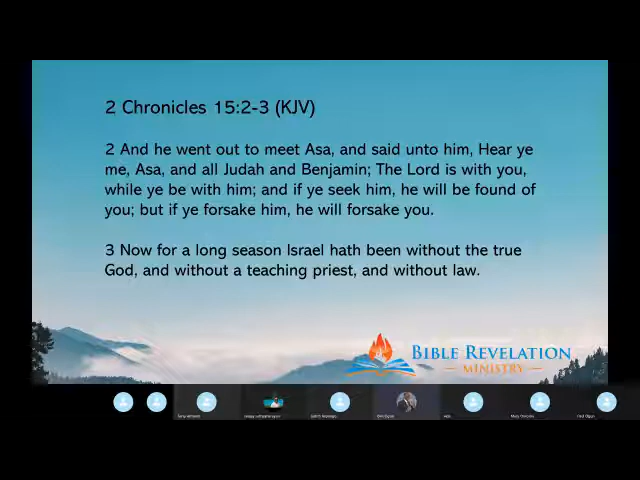 2 Chronicles 15:2-3 (KJV)
2 And he went out to meet Asa, and said unto him, Hear ye
me, Asa, and all Judah and Benjamin; The Lord is with you,
while ye be with him; and if ye seek him, he will be found of
you; but if ye forsake him, he will forsake you.
3 Now for a long season Israel hath been without the true
God, and without a teaching priest, and without law.
BIBLE REVELATION
MINISTRY